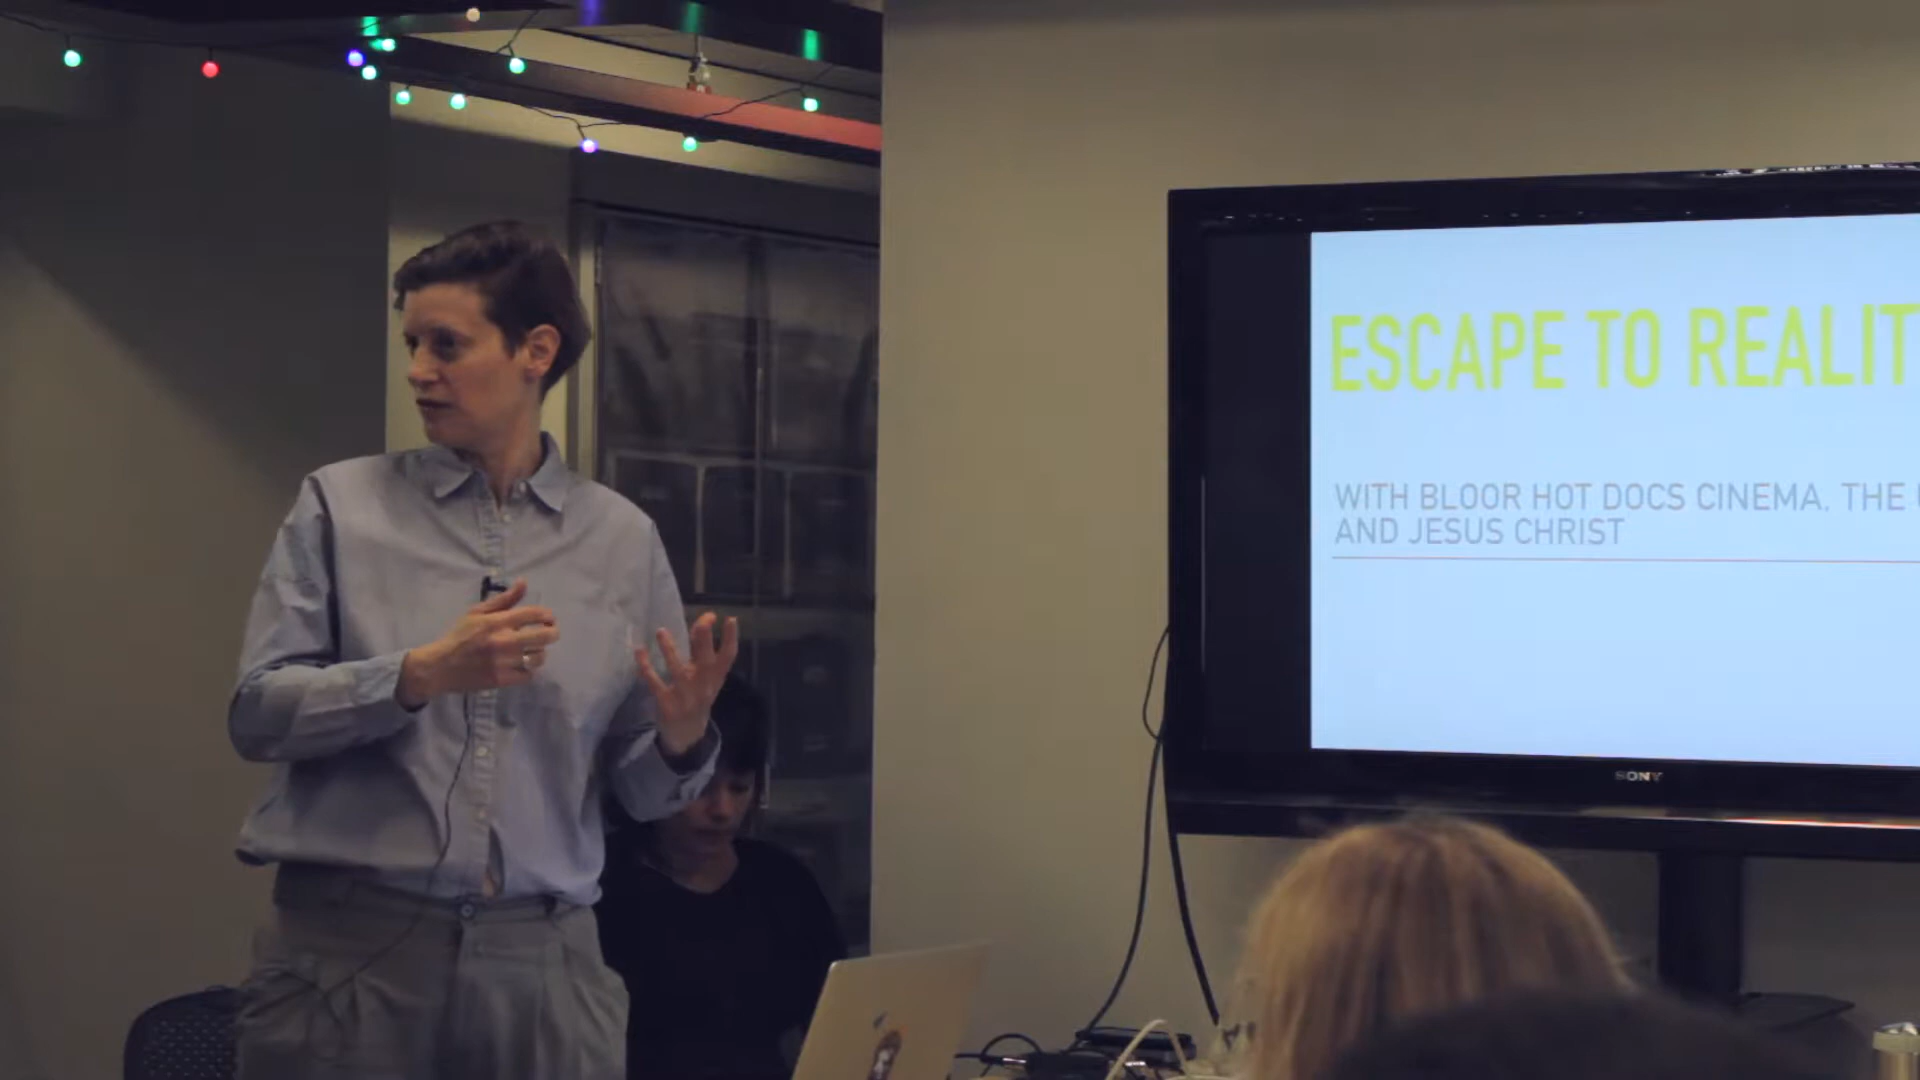 ESCAPE TO REALIT
WITH BLOOR HOT DOCS CINEMA, THE
AND JESUS CHRIST
SONY